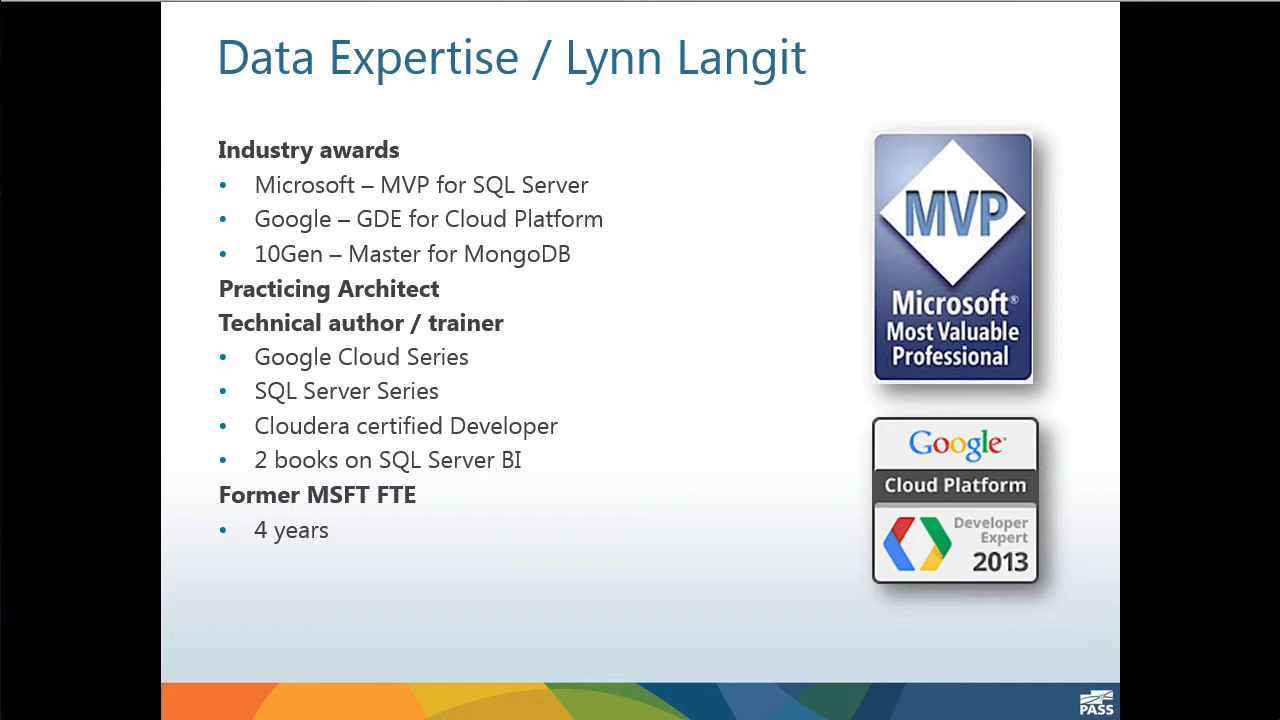 Data Expertise / Lynn Langit
Industry awards
• Microsoft – MVP for SQL Server
• Google – GDE for Cloud Platform
• 10Gen – Master for MongoDB
Practicing Architect
Technical author / trainer
• Google Cloud Series
• SQL Server Series
• Cloudera certified Developer
• 2 books on SQL Server BI
Former MSFT FTE
• 4 years
MVP
Microsoft®
Most Valuable
Professional
Google™
Cloud Platform
Developer
Expert
2013
PASS